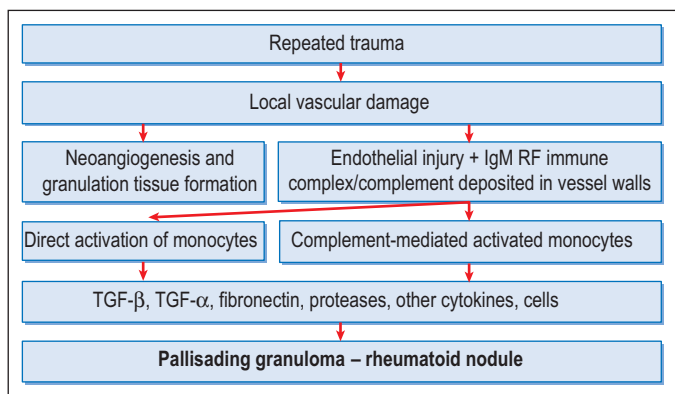 Repeated trauma
Local vascular damage
Neoangiogenesis and
granulation tissue formation
Endothelial injury + IgM RF immune
complex/complement deposited in vessel walls
Direct activation of monocytes
Complement-mediated activated monocytes
TGF-β, TGF-α, fibronectin, proteases, other cytokines, cells
Pallisading granuloma – rheumatoid nodule